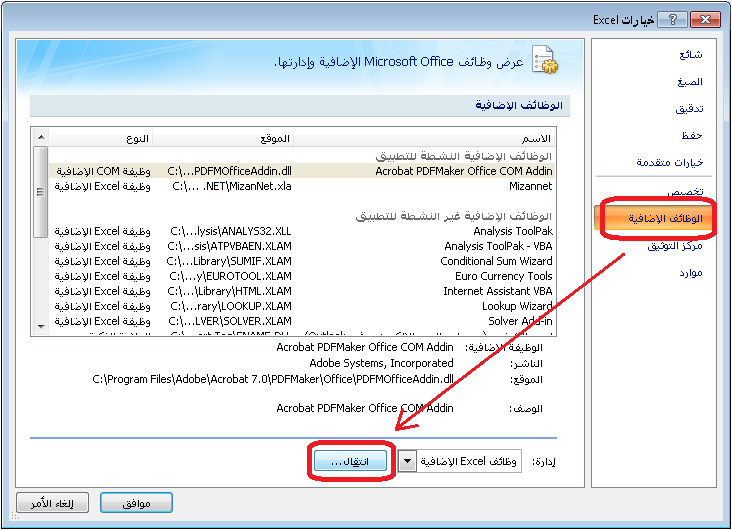 خيارات Excel
شائع
الصيغ
تدقيق
حفظ
خيارات متقدمة
تخصيص
الوظائف الإضافية
مركز التوثيق
موارد
عرض وظائف Microsoft Office الإضافية وإدارتها.
الوظائف الإضافية
الاسم الموقع النوع
الوظائف الإضافية النشطة للتطبيق
Acrobat PDFMaker Office COM Addin C:\...PDFMOfficeAddin.dll وظيفة COM الإضافية
Mizannet C:\... .NET\MizanNet.xla وظيفة Excel الإضافية
الوظائف الإضافية غير النشطة للتطبيق
Analysis ToolPak C:\...lysis\ANALYS32.XLL وظيفة Excel الإضافية
Analysis ToolPak - VBA C:\...sis\ATPVBAEN.XLAM وظيفة Excel الإضافية
Conditional Sum Wizard C:\...Library\SUMIF.XLAM وظيفة Excel الإضافية
Euro Currency Tools C:\...y\EUROTOOL.XLAM وظيفة Excel الإضافية
Internet Assistant VBA C:\...Library\HTML.XLAM وظيفة Excel الإضافية
Lookup Wizard C:\...rary\LOOKUP.XLAM وظيفة Excel الإضافية
Solver Add-in C:\...LVER\SOLVER.XLAM وظيفة Excel الإضافية
الوظيفة الإضافية: Acrobat PDFMaker Office COM Addin
الناشر: Adobe Systems, Incorporated
الموقع: C:\Program Files\Adobe\Acrobat 7.0\PDFMaker\Office\PDFMOfficeAddin.dll
الوصف: Acrobat PDFMaker Office COM Addin
إدارة: وظائف Excel الإضافية انتقال...
موافق إلغاء الأمر